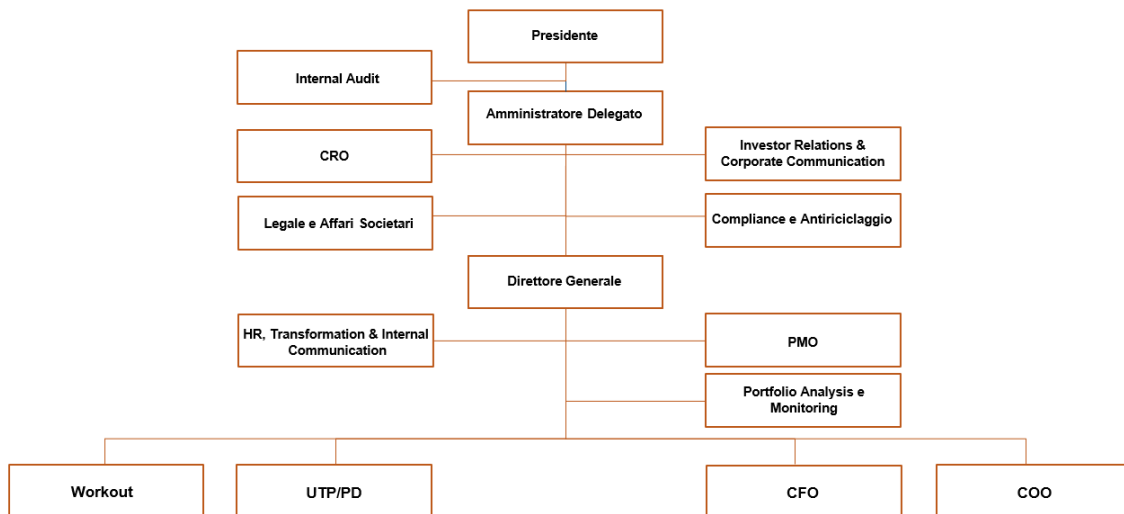 Presidente
Internal Audit
Amministratore Delegato
CRO
Investor Relations &
Corporate Communication
Legale e Affari Societari
Compliance e Antiriciclaggio
Direttore Generale
HR, Transformation & Internal
Communication
PMO
Portfolio Analysis e
Monitoring
Workout
UTP/PD
CFO
COO